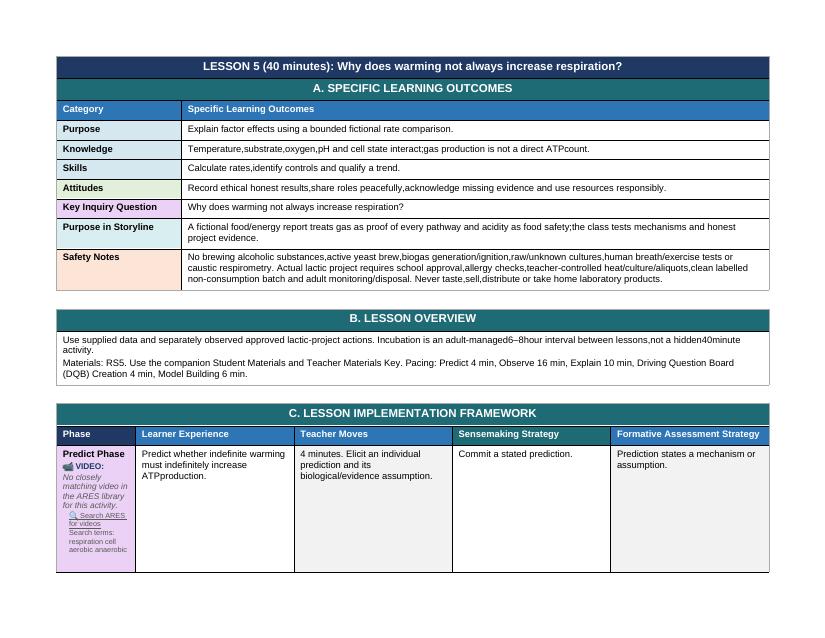 LESSON 5 (40 minutes): Why does warming not always increase respiration?
A. SPECIFIC LEARNING OUTCOMES
Category
Specific Learning Outcomes
Purpose
Explain factor effects using a bounded fictional rate comparison.
Knowledge
Temperature,substrate,oxygen,pH and cell state interact;gas production is not a direct ATPcount.
Skills
Calculate rates,identify controls and qualify a trend.
Attitudes
Record ethical honest results,share roles peacefully,acknowledge missing evidence and use resources responsibly.
Key Inquiry Question
Why does warming not always increase respiration?
Purpose in Storyline
A fictional food/energy report treats gas as proof of every pathway and acidity as food safety;the class tests mechanisms and honest
project evidence.
Safety Notes
No brewing alcoholic substances,active yeast brew,biogas generation/ignition,raw/unknown cultures,human breath/exercise tests or
caustic respirometry. Actual lactic project requires school approval,allergy checks,teacher-controlled heat/culture/aliquots,clean labelled
non-consumption batch and adult monitoring/disposal. Never taste,sell,distribute or take home laboratory products.
B. LESSON OVERVIEW
Use supplied data and separately observed approved lactic-project actions. Incubation is an adult-managed6–8hour interval between lessons,not a hidden40minute
activity.
Materials: RS5. Use the companion Student Materials and Teacher Materials Key. Pacing: Predict 4 min, Observe 16 min, Explain 10 min, Driving Question Board
(DQB) Creation 4 min, Model Building 6 min.
C. LESSON IMPLEMENTATION FRAMEWORK
Phase
Learner Experience
Teacher Moves
Sensemaking Strategy
Formative Assessment Strategy
Predict Phase
VIDEO:
No closely
matching video in
the ARES library
for this activity.
Search ARES
for videos
Search terms:
respiration cell
aerobic anaerobic
Predict whether indefinite warming
must indefinitely increase
ATPproduction.
4 minutes. Elicit an individual
prediction and its
biological/evidence assumption.
Commit a stated prediction.
Prediction states a mechanism or
assumption.